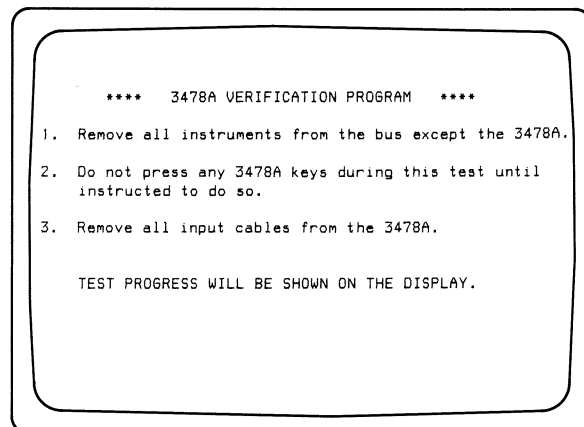 **** 3478A VERIFICATION PROGRAM ****
1. Remove all instruments from the bus except the 3478A.
2. Do not press any 3478A keys during this test until
instructed to do so.
3. Remove all input cables from the 3478A.
TEST PROGRESS WILL BE SHOWN ON THE DISPLAY.